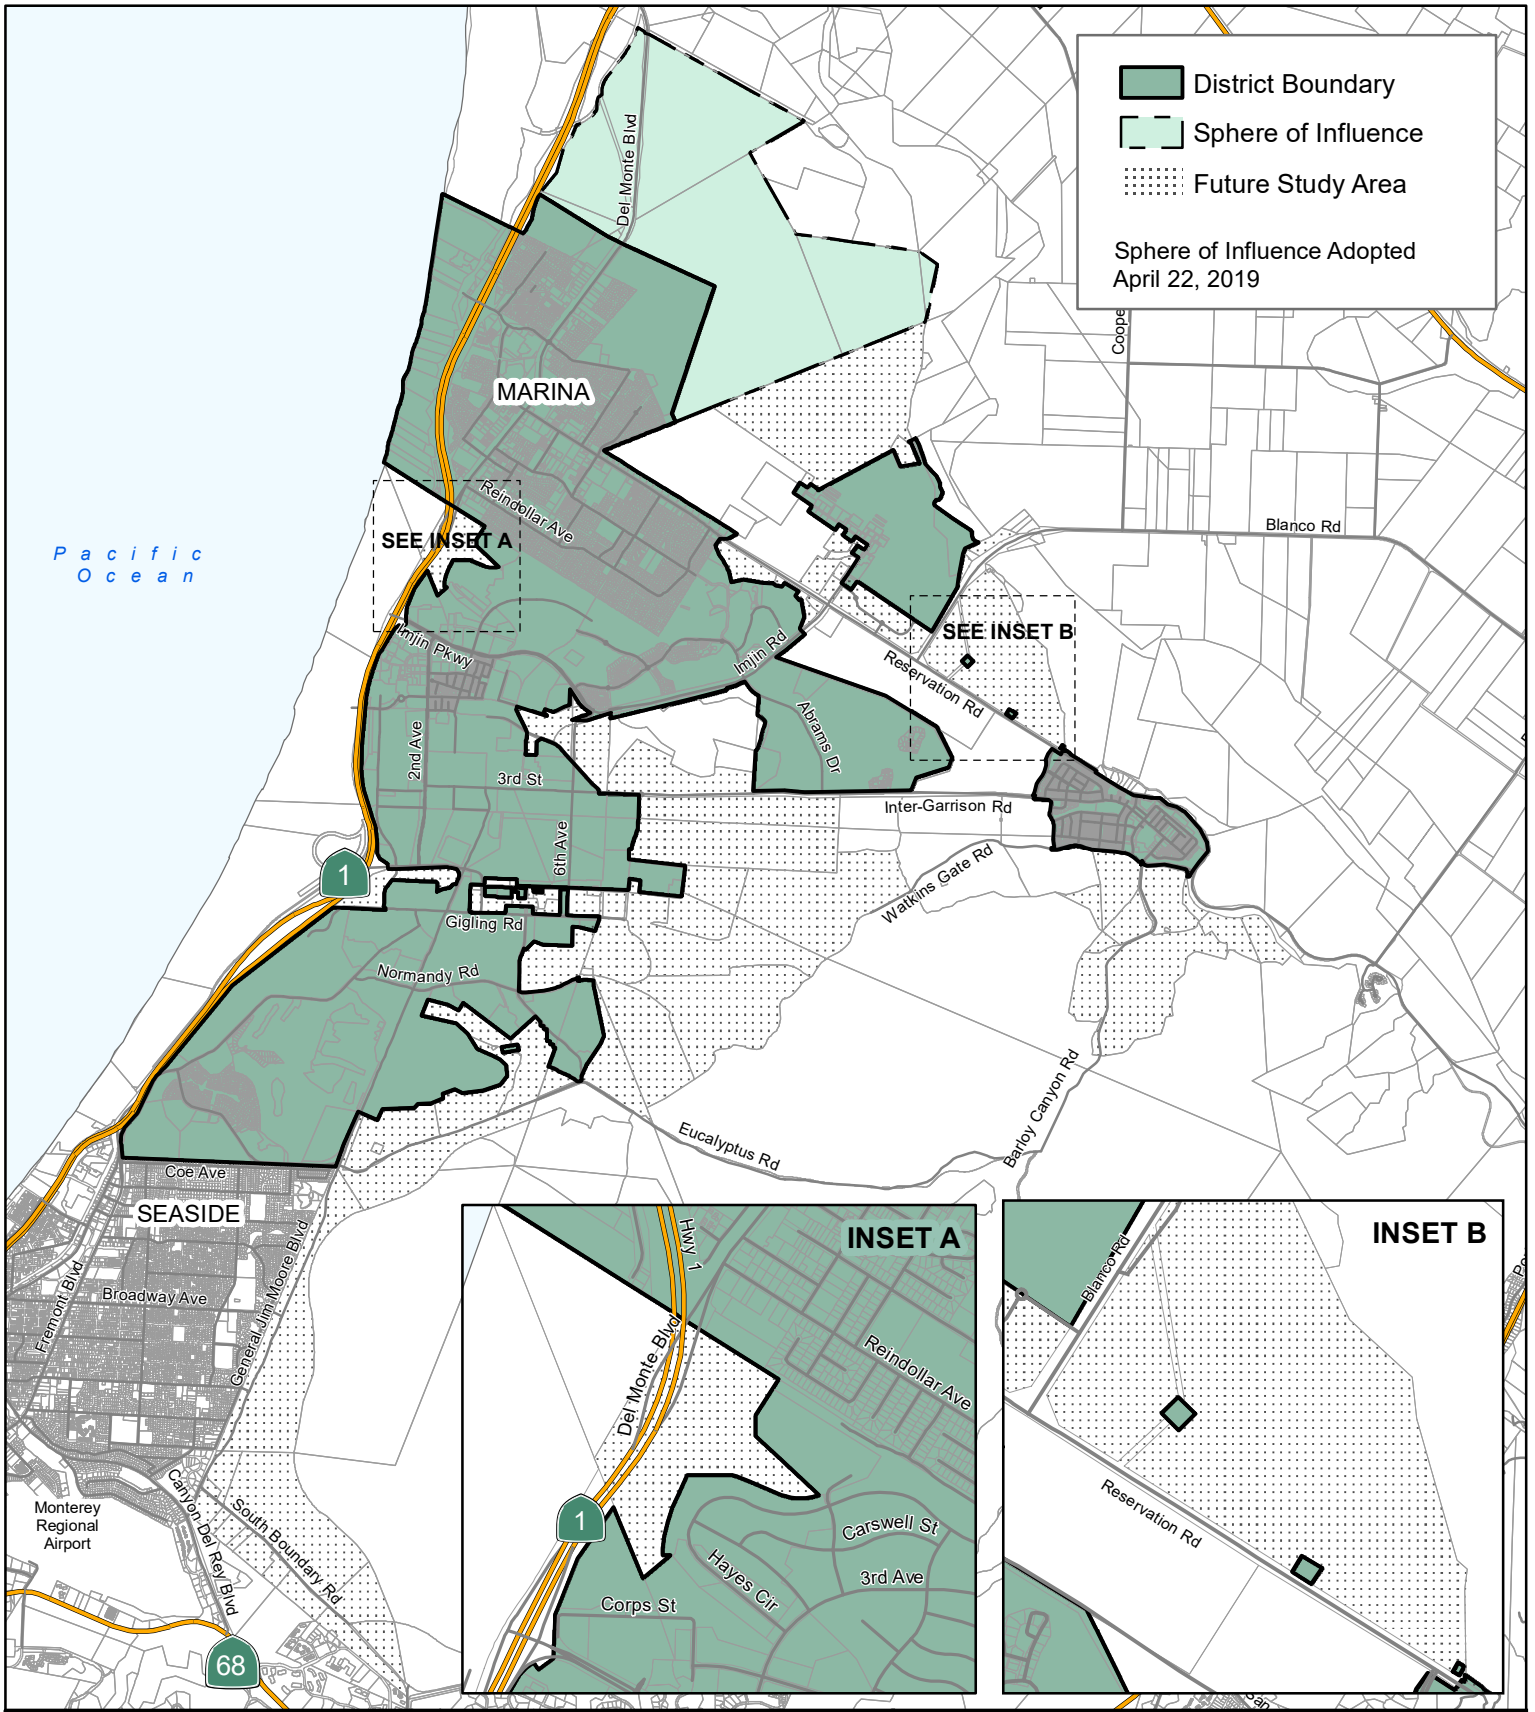 District Boundary
Sphere of Influence
Future Study Area
Sphere of Influence Adopted
April 22, 2019
Del Monte Blvd
MARINA
Reindollar Ave
SEE INSET A
Pacific
Ocean
Blanco Rd
SEE INSET B
Imjin Pkwy
Imjin Rd
Reservation Rd
Abrams Dr
2nd Ave
3rd St
6th Ave
Inter-Garrison Rd
Watkins Gate Rd
1
Gigling Rd
Normandy Rd
Barloy Canyon Rd
Eucalyptus Rd
Coe Ave
SEASIDE
General Jim Moore Blvd
Broadway Ave
Fremont Blvd
Canyon Del Rey Blvd
South Boundary Rd
Monterey
Regional
Airport
68
INSET A
Hwy 1
Del Monte Blvd
Reindollar Ave
1
Carswell St
Hayes Cir
3rd Ave
Corps St
INSET B
Blanco Rd
Reservation Rd